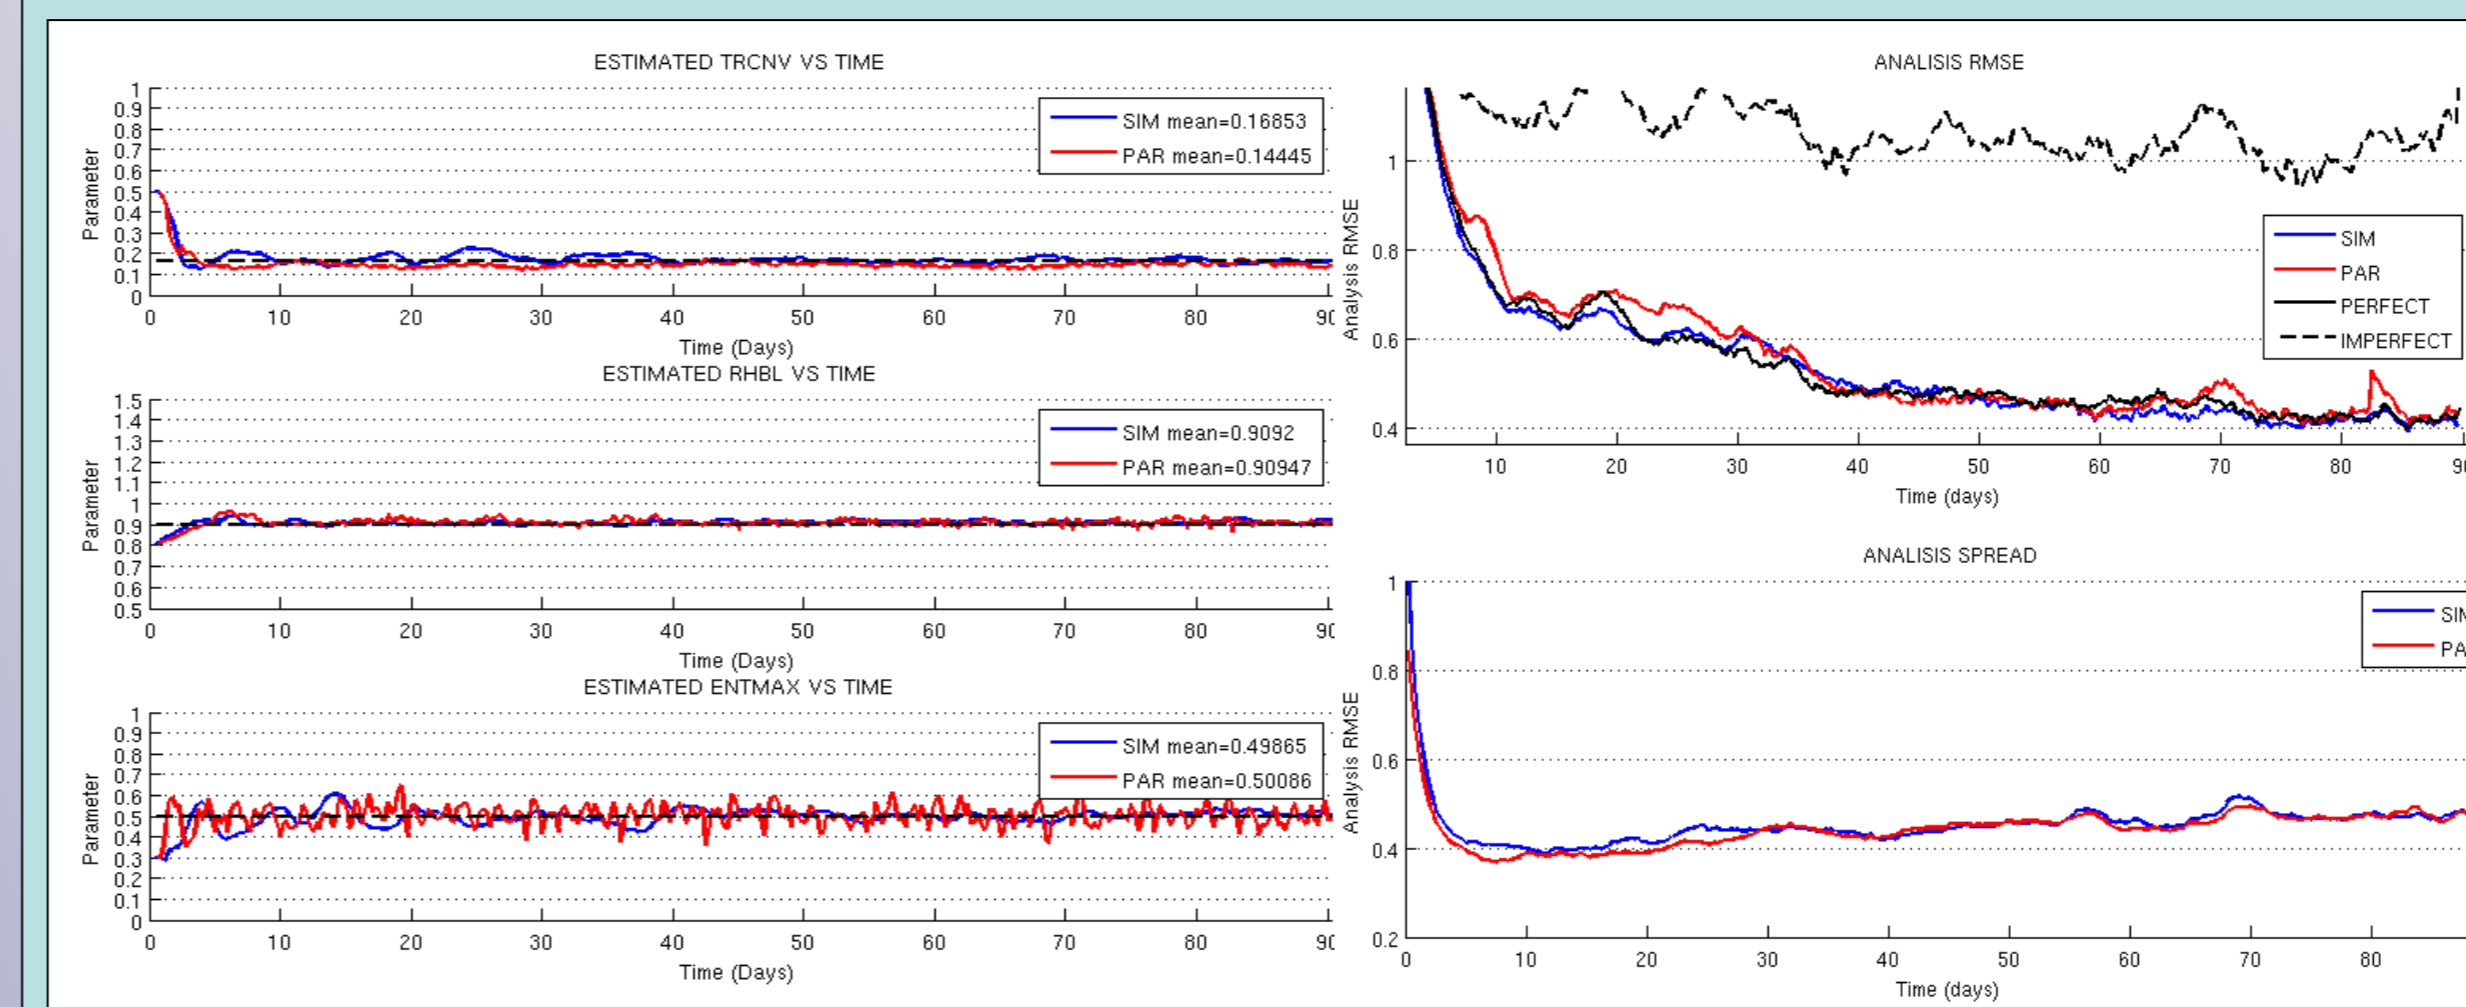 ESTIMATED TRCNV VS TIME
1
0.9
0.8
0.7
0.6
0.5
0.4
0.3
0.2
0.1
0
Parameter
SIM mean=0.16853
PAR mean=0.14445
0 10 20 30 40 50 60 70 80 90
Time (Days)
ESTIMATED RHBL VS TIME
1.5
1.4
1.3
1.2
1.1
1
0.9
0.8
0.7
0.6
0.5
Parameter
SIM mean=0.9092
PAR mean=0.90947
0 10 20 30 40 50 60 70 80 90
Time (Days)
ESTIMATED ENTMAX VS TIME
1
0.9
0.8
0.7
0.6
0.5
0.4
0.3
0.2
0.1
0
Parameter
SIM mean=0.49865
PAR mean=0.50086
0 10 20 30 40 50 60 70 80 90
Time (Days)
ANALISIS RMSE
1
0.8
0.6
0.4
Analysis RMSE
SIM
PAR
PERFECT
IMPERFECT
10 20 30 40 50 60 70 80 90
Time (days)
ANALISIS SPREAD
1
0.8
0.6
0.4
0.2
Analysis RMSE
SIM
PA
0 10 20 30 40 50 60 70 80
Time (days)